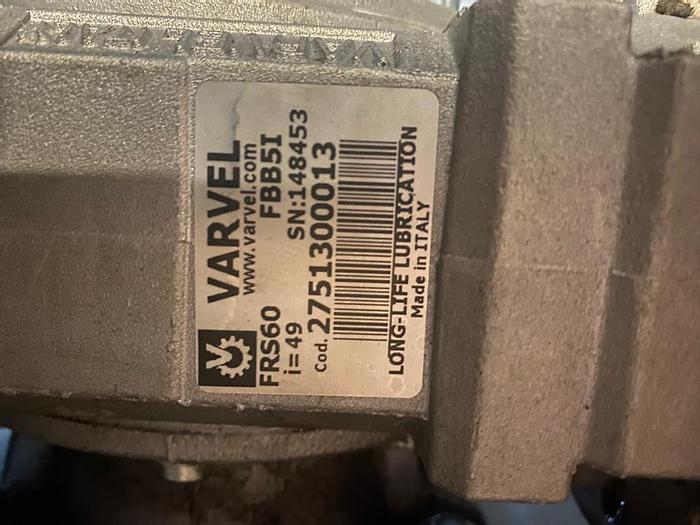 VARVEL
www.varvel.com
FRS60 FBB5I
i=49 SN:148453
Cod. 2751300013
LONG-LIFE LUBRICATION
Made in ITALY